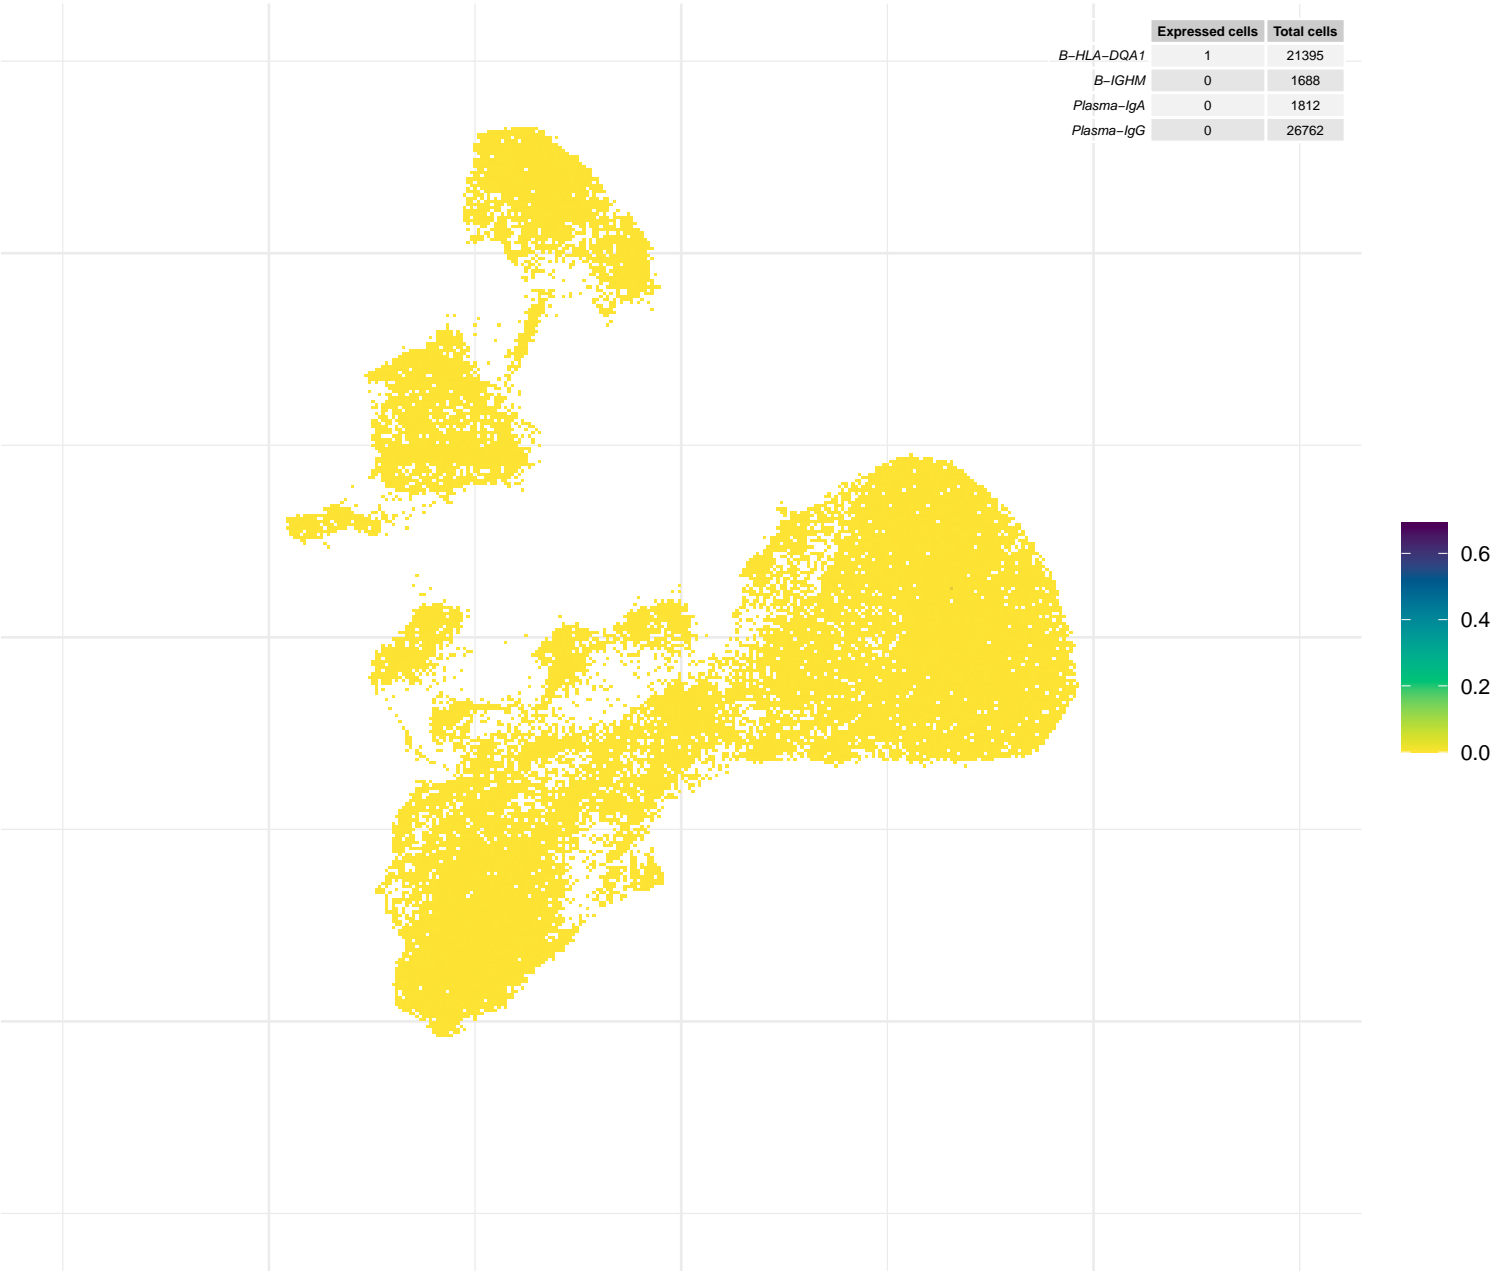 Expressed cells Total cells
B−HLA−DQA1 1 21395
B−IGHM 0 1688
Plasma−IgA 0 1812
Plasma−IgG 0 26762
0.6
0.4
0.2
0.0